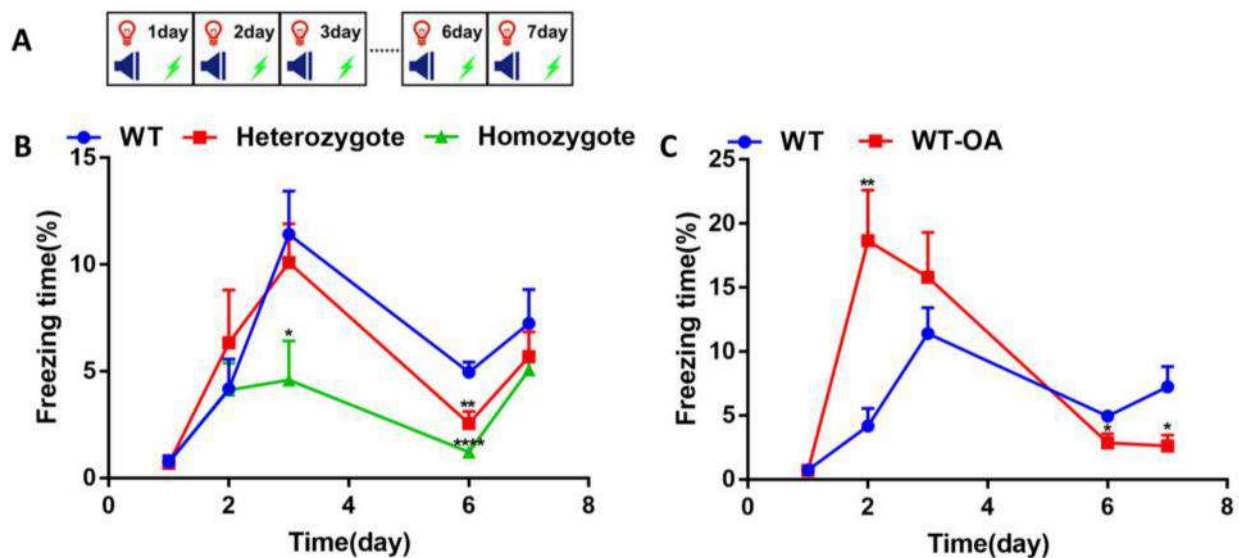 A
1day 2day 3day ...... 6day 7day
B
WT Heterozygote Homozygote
15
10
5
0
Freezing time(%)
*
**
****
0 2 4 6 8
Time(day)
C
WT WT-OA
25
20
15
10
5
0
Freezing time(%)
**
*
*
0 2 4 6 8
Time(day)